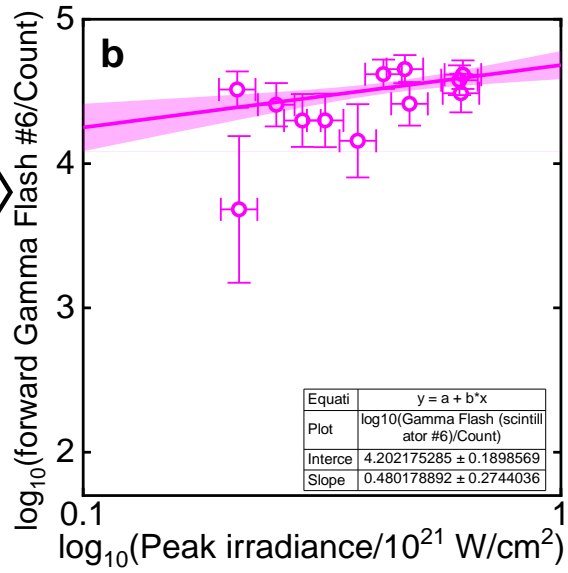 b
log₁₀(forward Gamma Flash #6/Count)
5
4
3
2
Equati y = a + b*x
Plot log10(Gamma Flash (scintill
ator #6)/Count)
Interce 4.202175285 ± 0.1898569
Slope 0.480178892 ± 0.2744036
0.1 1
log₁₀(Peak irradiance/10²¹ W/cm²)